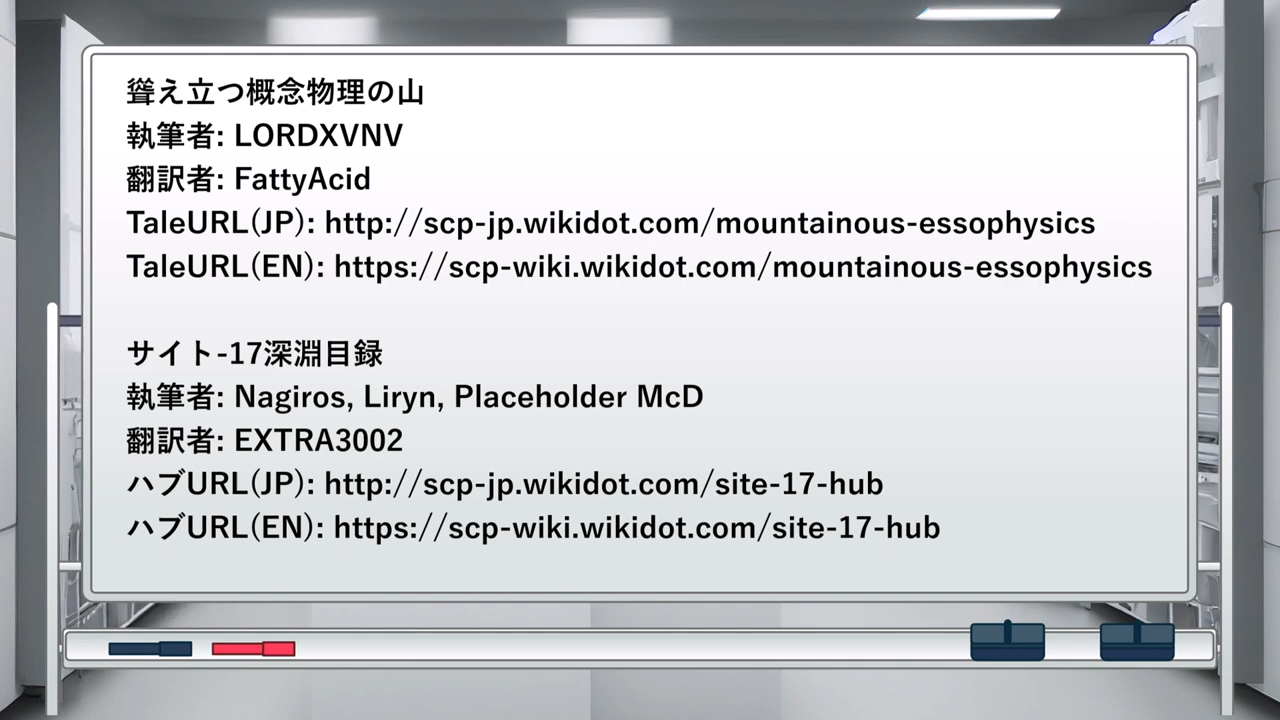 聳え立つ概念物理の山
執筆者: LORDXVNV
翻訳者: FattyAcid
TaleURL(JP): http://scp-jp.wikidot.com/mountainous-essophysics
TaleURL(EN): https://scp-wiki.wikidot.com/mountainous-essophysics
サイト-17深淵目録
執筆者: Nagiros, Liryn, Placeholder McD
翻訳者: EXTRA3002
ハブURL(JP): http://scp-jp.wikidot.com/site-17-hub
ハブURL(EN): https://scp-wiki.wikidot.com/site-17-hub